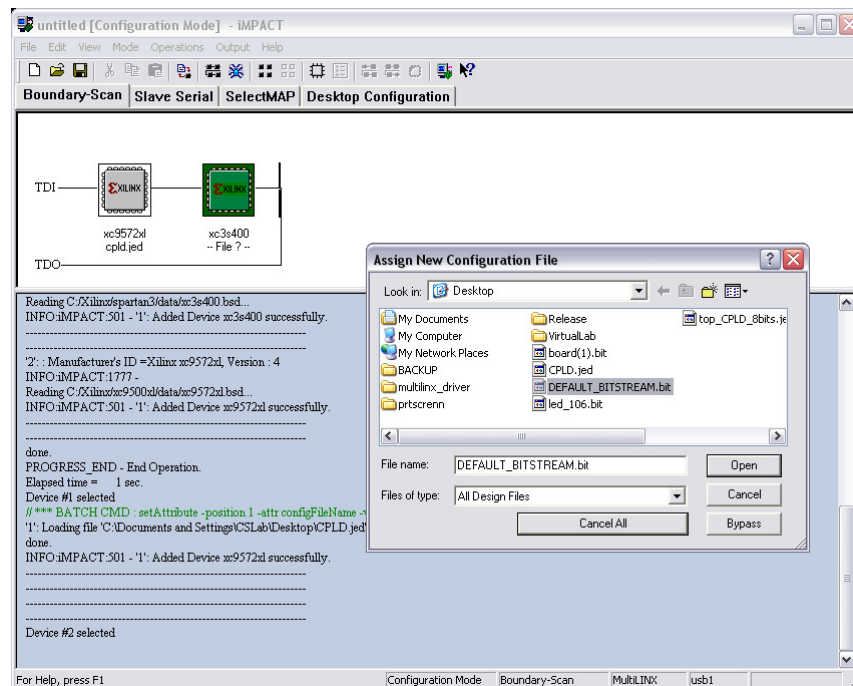 untitled [Configuration Mode] - iMPACT
File Edit View Mode Operations Output Help
Boundary-Scan Slave Serial SelectMAP Desktop Configuration
TDI
XILINX XILINX
xc9572xl xc3s400
cpld.jed -- File ? --
TDO
Reading C:/Xilinx/spartan3/data/xc3s400.bsd...
INFO:iMPACT:501 - '1': Added Device xc3s400 successfully.
----------------------------------------------------------------------
----------------------------------------------------------------------
'2': : Manufacturer's ID =Xilinx xc9572xl, Version : 4
INFO:iMPACT:1777 -
Reading C:/Xilinx/xc9500xl/data/xc9572xl.bsd...
INFO:iMPACT:501 - '1': Added Device xc9572xl successfully.
----------------------------------------------------------------------
----------------------------------------------------------------------
done.
PROGRESS_END - End Operation.
Elapsed time = 1 sec.
Device #1 selected
// *** BATCH CMD : setAttribute -position 1 -attr configFileName -v
'1': Loading file 'C:\Documents and Settings\CSLab\Desktop\CPLD.jed'
done.
INFO:iMPACT:501 - '1': Added Device xc9572xl successfully.
----------------------------------------------------------------------
----------------------------------------------------------------------
----------------------------------------------------------------------
----------------------------------------------------------------------
Device #2 selected
Assign New Configuration File
Look in: Desktop
My Documents Release top_CPLD_8bits.je
My Computer VirtualLab
My Network Places board(1).bit
BACKUP CPLD.jed
multilinx_driver DEFAULT_BITSTREAM.bit
prtscrenn led_106.bit
File name: DEFAULT_BITSTREAM.bit Open
Files of type: All Design Files Cancel
Cancel All Bypass
For Help, press F1 Configuration Mode Boundary-Scan MultiLINX usb1